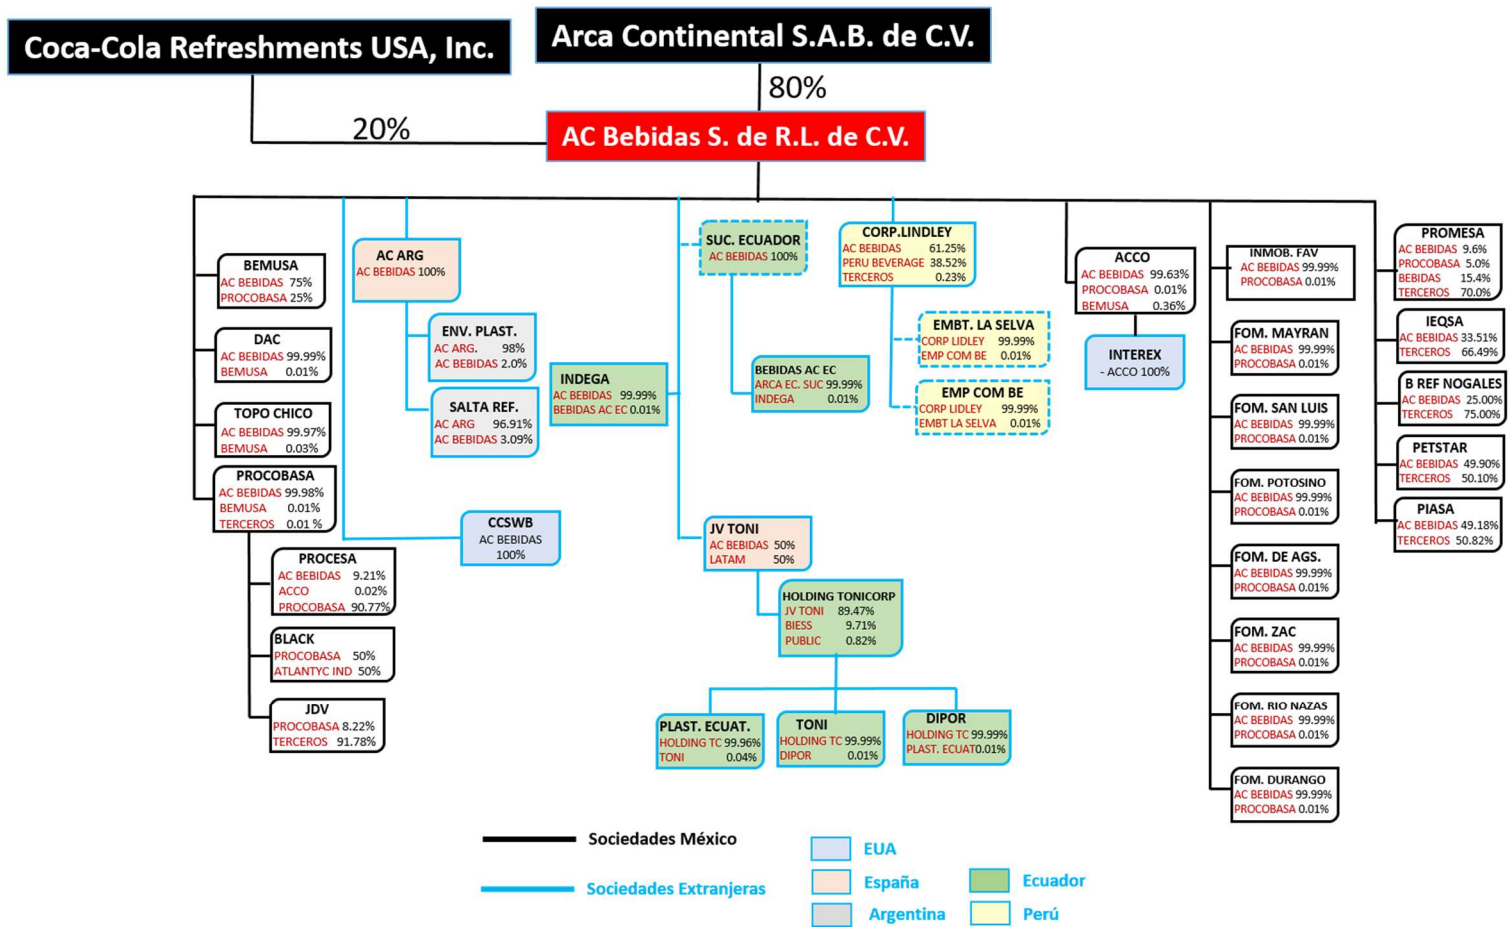 Coca-Cola Refreshments USA, Inc.
Arca Continental S.A.B. de C.V.
80%
20%
AC Bebidas S. de R.L. de C.V.
BEMUSA
AC BEBIDAS 75%
PROCOBASA 25%
DAC
AC BEBIDAS 99.99%
BEMUSA 0.01%
TOPO CHICO
AC BEBIDAS 99.97%
BEMUSA 0.03%
PROCOBASA
AC BEBIDAS 99.98%
BEMUSA 0.01%
TERCEROS 0.01 %
PROCESA
AC BEBIDAS 9.21%
ACCO 0.02%
PROCOBASA 90.77%
BLACK
PROCOBASA 50%
ATLANTYC IND 50%
JDV
PROCOBASA 8.22%
TERCEROS 91.78%
AC ARG
AC BEBIDAS 100%
ENV. PLAST.
AC ARG. 98%
AC BEBIDAS 2.0%
SALTA REF.
AC ARG 96.91%
AC BEBIDAS 3.09%
CCSWB
AC BEBIDAS
100%
INDEGA
AC BEBIDAS 99.99%
BEBIDAS AC EC 0.01%
SUC. ECUADOR
AC BEBIDAS 100%
BEBIDAS AC EC
ARCA EC. SUC 99.99%
INDEGA 0.01%
JV TONI
AC BEBIDAS 50%
LATAM 50%
HOLDING TONICORP
JV TONI 89.47%
BIESS 9.71%
PUBLIC 0.82%
PLAST. ECUAT.
HOLDING TC 99.96%
TONI 0.04%
TONI
HOLDING TC 99.99%
DIPOR 0.01%
DIPOR
HOLDING TC 99.99%
PLAST. ECUAT0.01%
CORP.LINDLEY
AC BEBIDAS 61.25%
PERU BEVERAGE 38.52%
TERCEROS 0.23%
EMBT. LA SELVA
CORP LIDLEY 99.99%
EMP COM BE 0.01%
EMP COM BE
CORP LIDLEY 99.99%
EMBT LA SELVA 0.01%
ACCO
AC BEBIDAS 99.63%
PROCOBASA 0.01%
BEMUSA 0.36%
INTEREX
- ACCO 100%
INMOB. FAV
AC BEBIDAS 99.99%
PROCOBASA 0.01%
FOM. MAYRAN
AC BEBIDAS 99.99%
PROCOBASA 0.01%
FOM. SAN LUIS
AC BEBIDAS 99.99%
PROCOBASA 0.01%
FOM. POTOSINO
AC BEBIDAS 99.99%
PROCOBASA 0.01%
FOM. DE AGS.
AC BEBIDAS 99.99%
PROCOBASA 0.01%
FOM. ZAC
AC BEBIDAS 99.99%
PROCOBASA 0.01%
FOM. RIO NAZAS
AC BEBIDAS 99.99%
PROCOBASA 0.01%
FOM. DURANGO
AC BEBIDAS 99.99%
PROCOBASA 0.01%
PROMESA
AC BEBIDAS 9.6%
PROCOBASA 5.0%
BEBIDAS 15.4%
TERCEROS 70.0%
IEQSA
AC BEBIDAS 33.51%
TERCEROS 66.49%
B REF NOGALES
AC BEBIDAS 25.00%
TERCEROS 75.00%
PETSTAR
AC BEBIDAS 49.90%
TERCEROS 50.10%
PIASA
AC BEBIDAS 49.18%
TERCEROS 50.82%
Sociedades México
Sociedades Extranjeras
EUA
España
Argentina
Ecuador
Perú